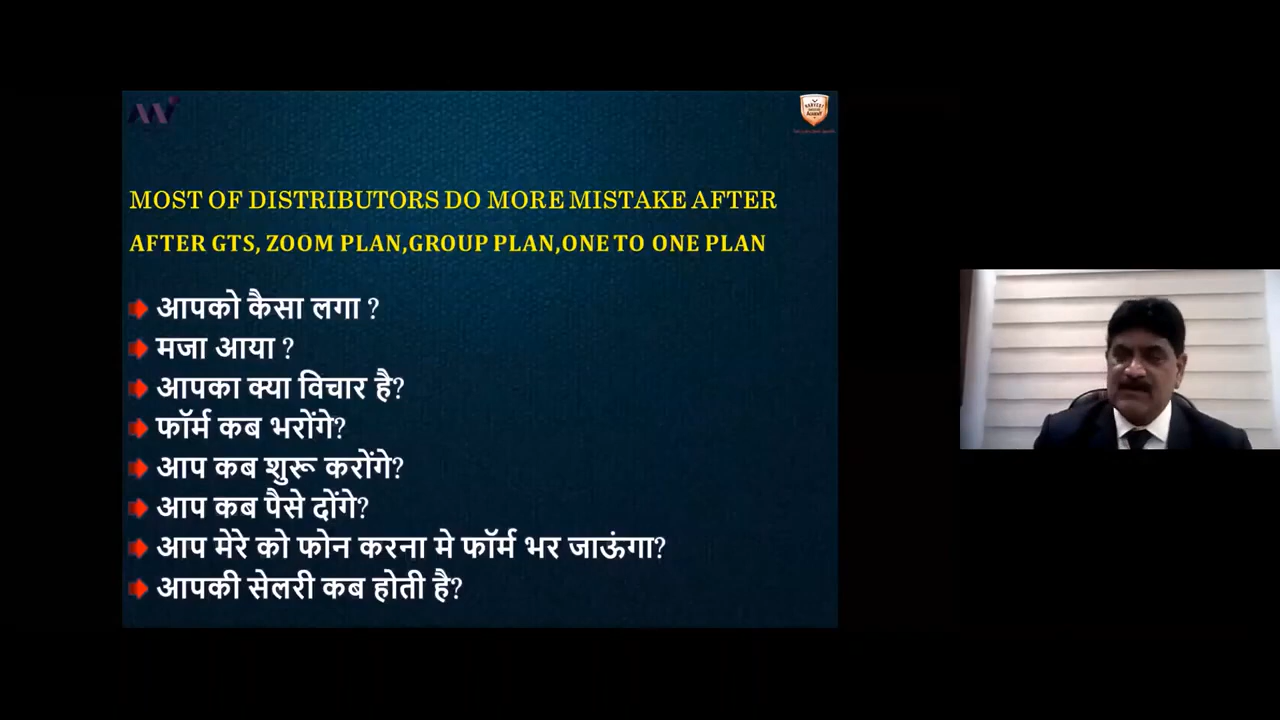 MOST OF DISTRIBUTORS DO MORE MISTAKE AFTER
AFTER GTS, ZOOM PLAN,GROUP PLAN,ONE TO ONE PLAN
आपको कैसा लगा ?
मजा आया ?
आपका क्या विचार है?
फॉर्म कब भरोंगे?
आप कब शुरू करोंगे?
आप कब पैसे दोंगे?
आप मेरे को फोन करना मे फॉर्म भर जाऊंगा?
आपकी सेलरी कब होती है?